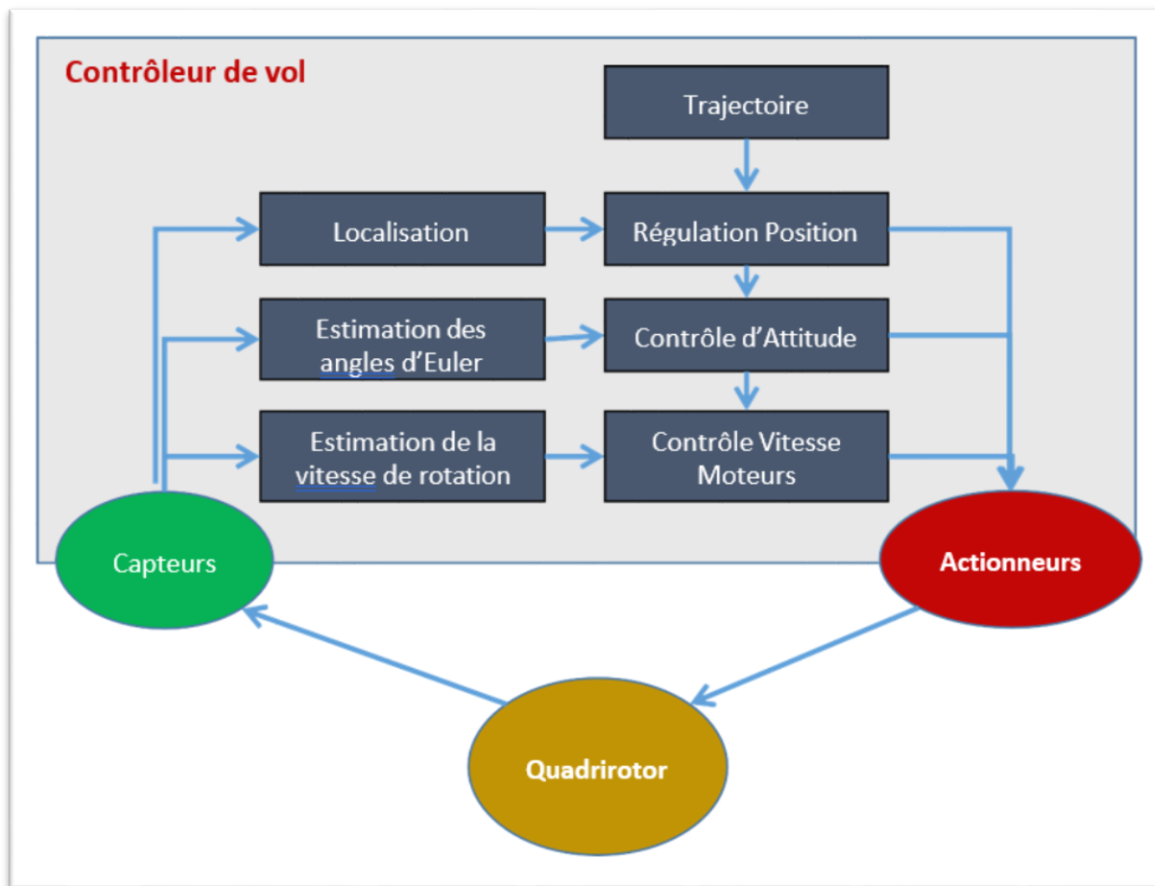 Contrôleur de vol
Trajectoire
Localisation
Régulation Position
Estimation des
angles d'Euler
Contrôle d'Attitude
Estimation de la
vitesse de rotation
Contrôle Vitesse
Moteurs
Capteurs
Actionneurs
Quadrirotor